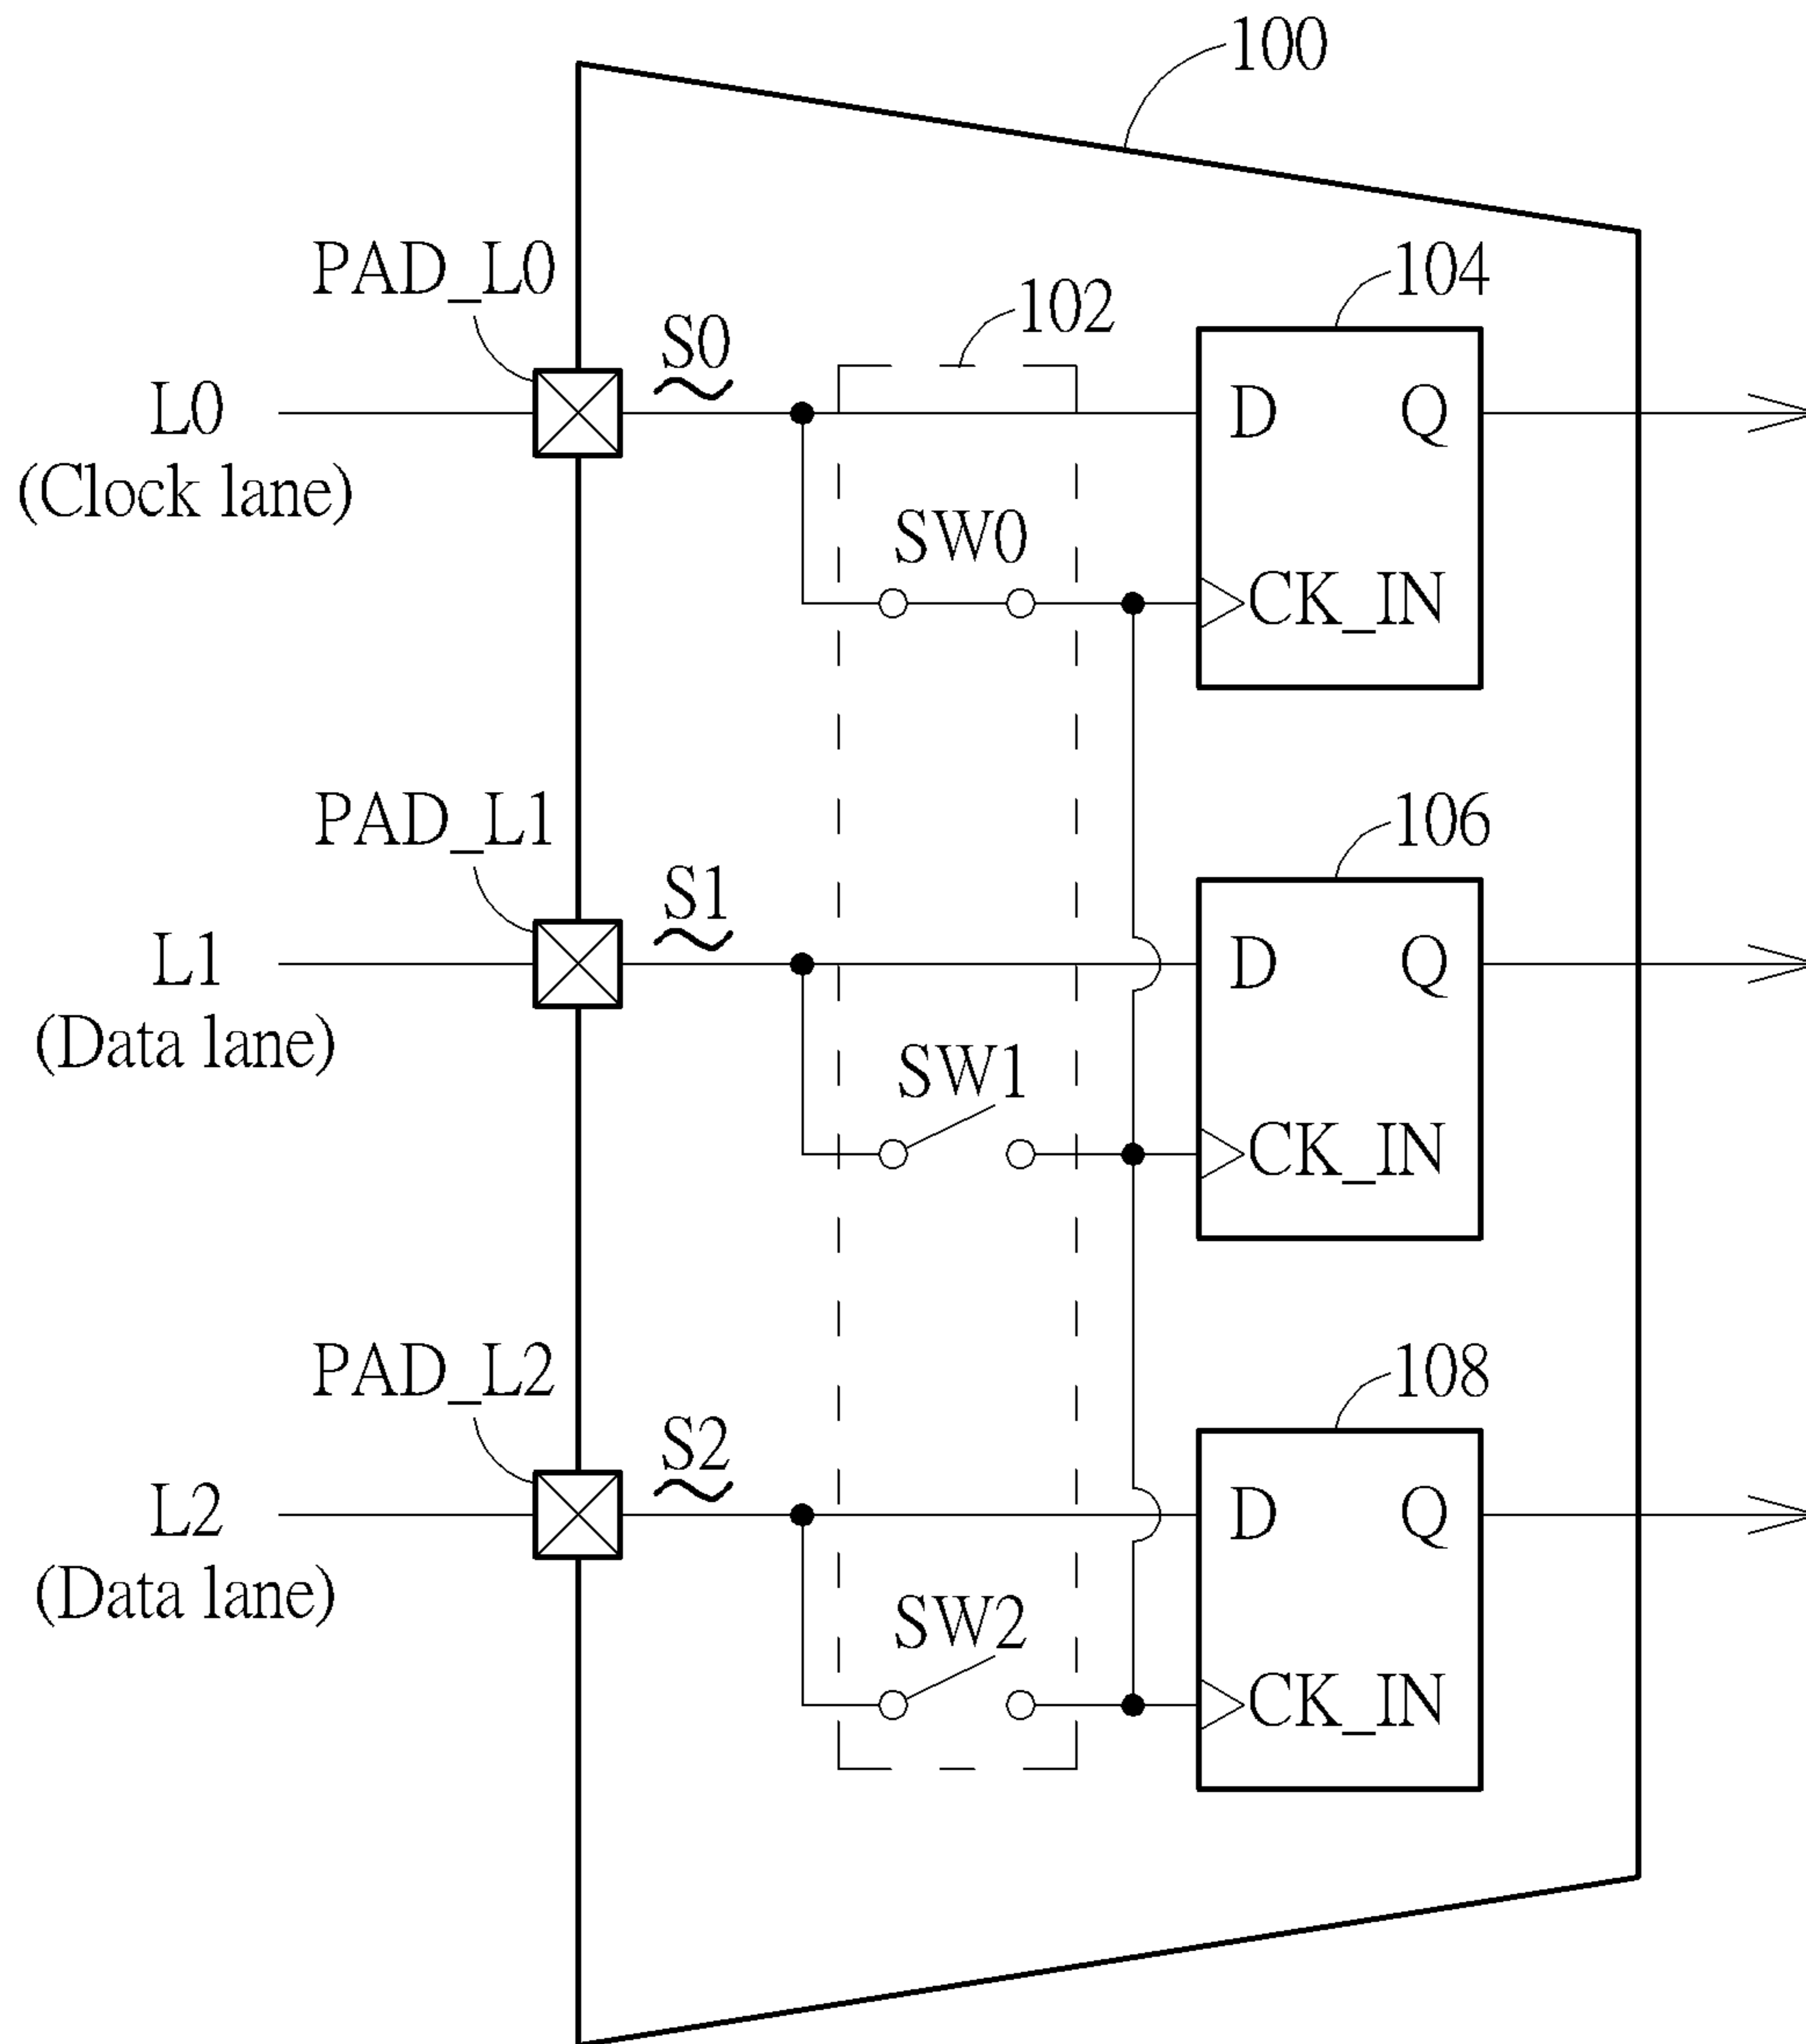 100
PAD_L0
S0
102
104
L0
(Clock lane)
D
Q
SW0
CK_IN
PAD_L1
S1
106
L1
(Data lane)
D
Q
SW1
CK_IN
PAD_L2
S2
108
L2
(Data lane)
D
Q
SW2
CK_IN